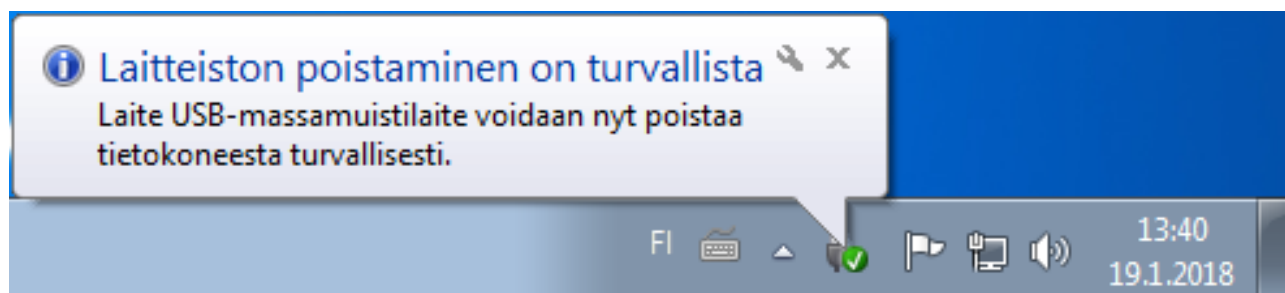 Laitteiston poistaminen on turvallista
Laite USB-massamuistilaite voidaan nyt poistaa
tietokoneesta turvallisesti.
FI
13:40
19.1.2018